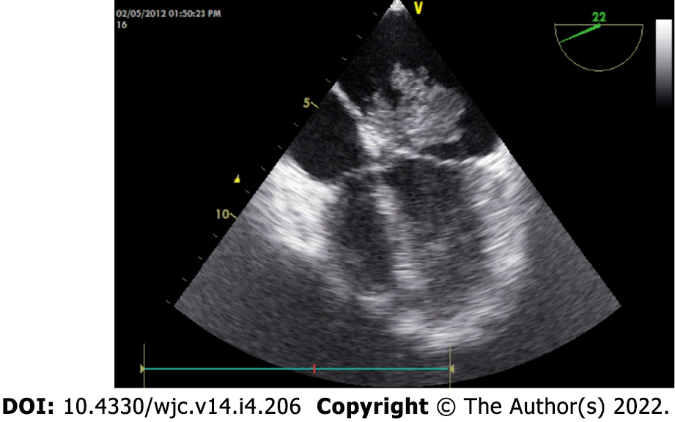 02/05/2012 01:50:23 PM
16
V
22
5
10
DOI: 10.4330/wjc.v14.i4.206 Copyright © The Author(s) 2022.